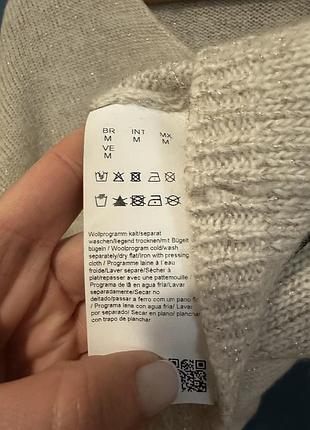 BR INT MX
M M M
VE
M
Wollprogramm kalt/separat
waschen/liegend trocknen/mit Bügeltuch
bügeln / Woolprogram cold/wash
separately/dry flat/iron with pressing
cloth / Programme laine à l'eau
froide/Laver séparé/Sécher à
plat/repasser avec une pattemouille /
Programa de lã em água fria/Lavar
separadamente/Secar no
deitado/passar a ferro com um pano
/ Programa lana con agua fría/Lavar
por separado/ Secar en plano/ planchar
con trapo de planchar